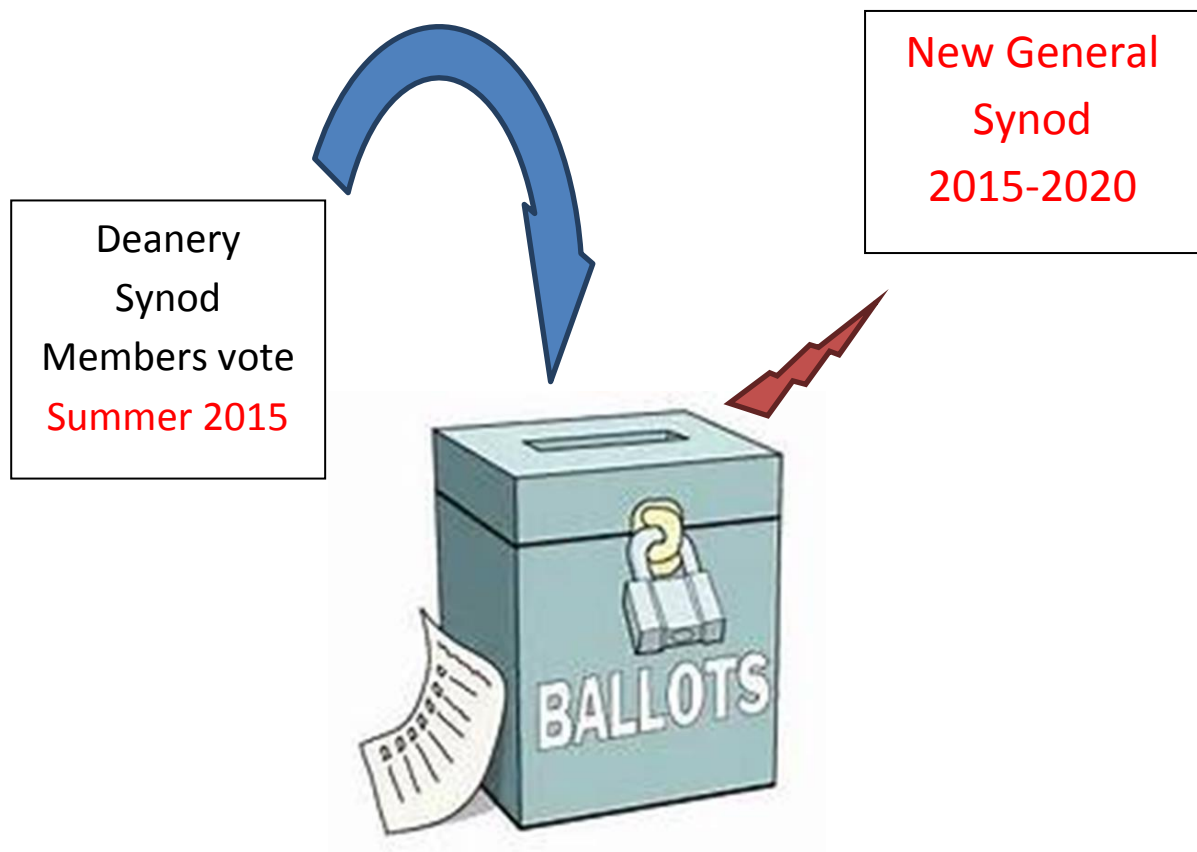 New General
Synod
2015-2020
Deanery
Synod
Members vote
Summer 2015
BALLOTS